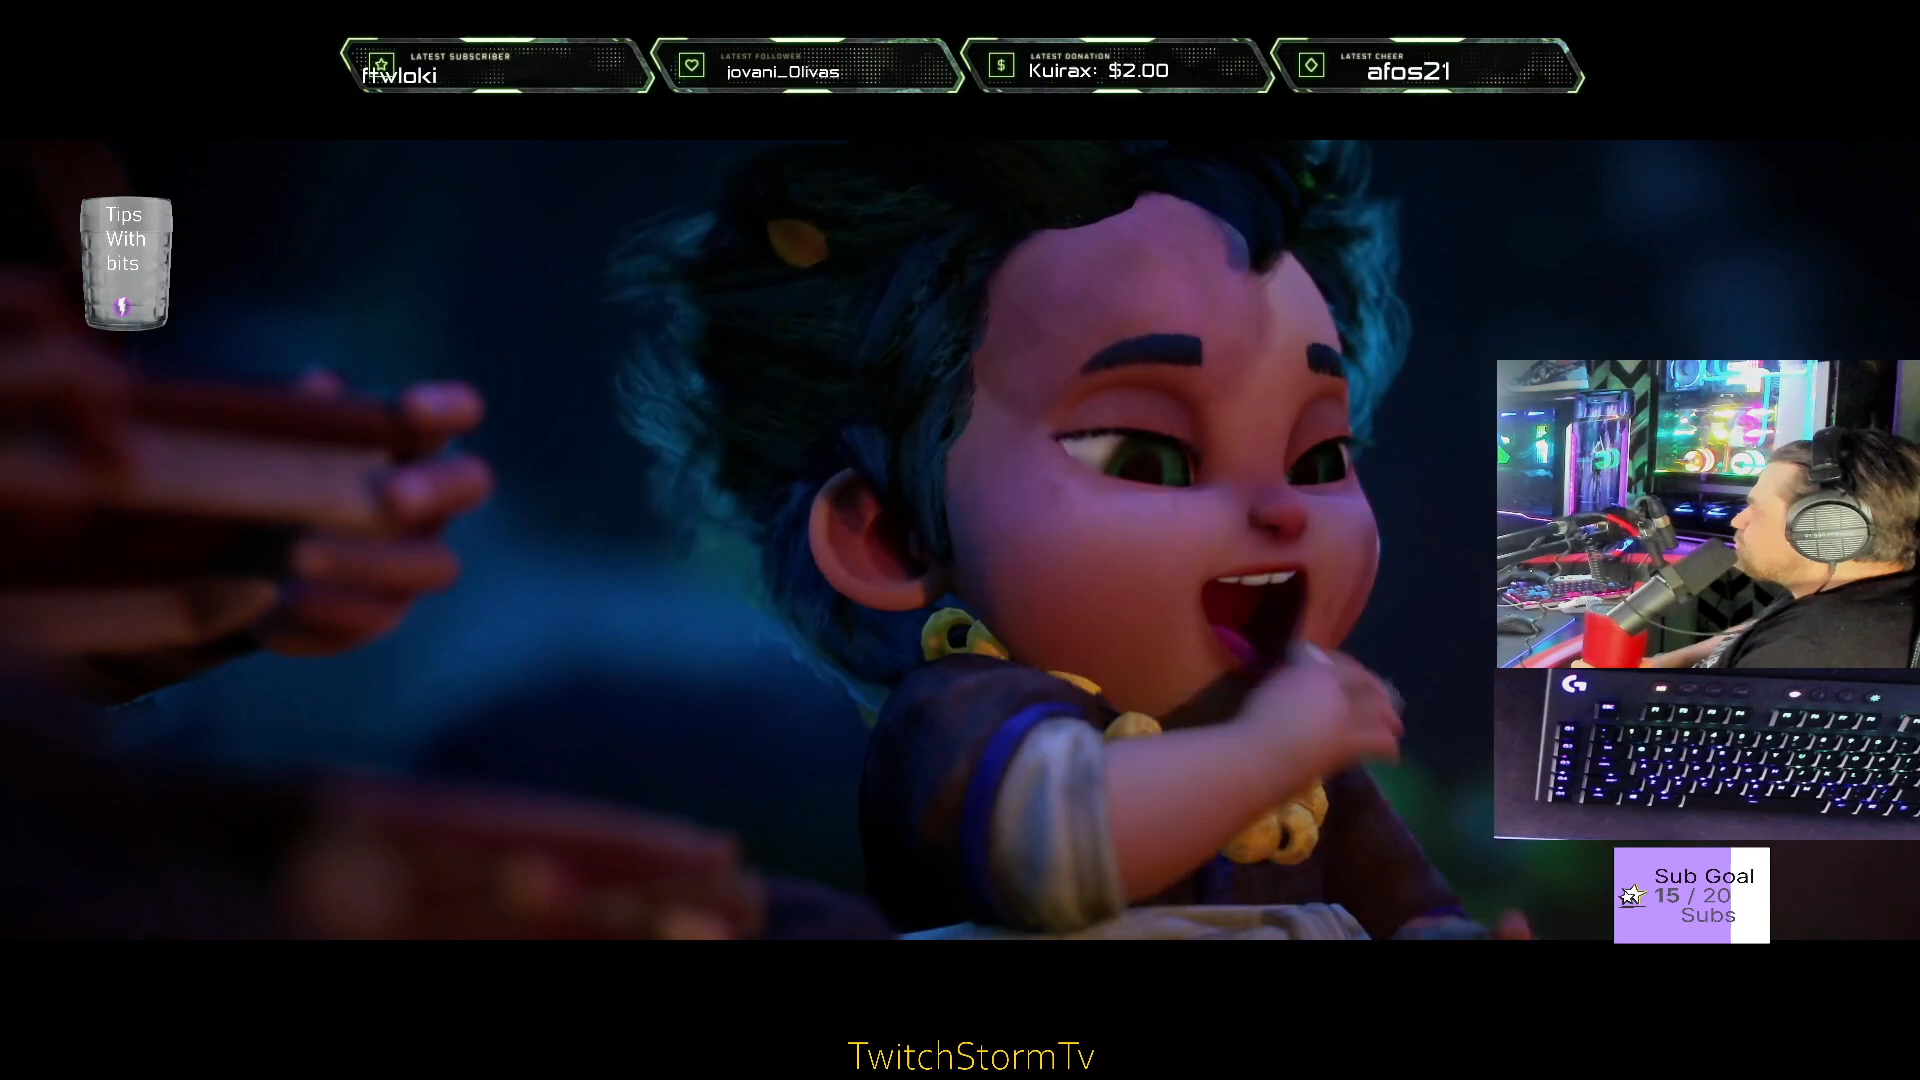 LATEST SUBSCRIBER
ftwloki
LATEST FOLLOWER
jovani_0livas
LATEST DONATION
$
Kuirax: $2.00
LATEST CHEER
afos21
Tips
With
bits
Sub Goal
15 / 20
Subs
TwitchStormTv